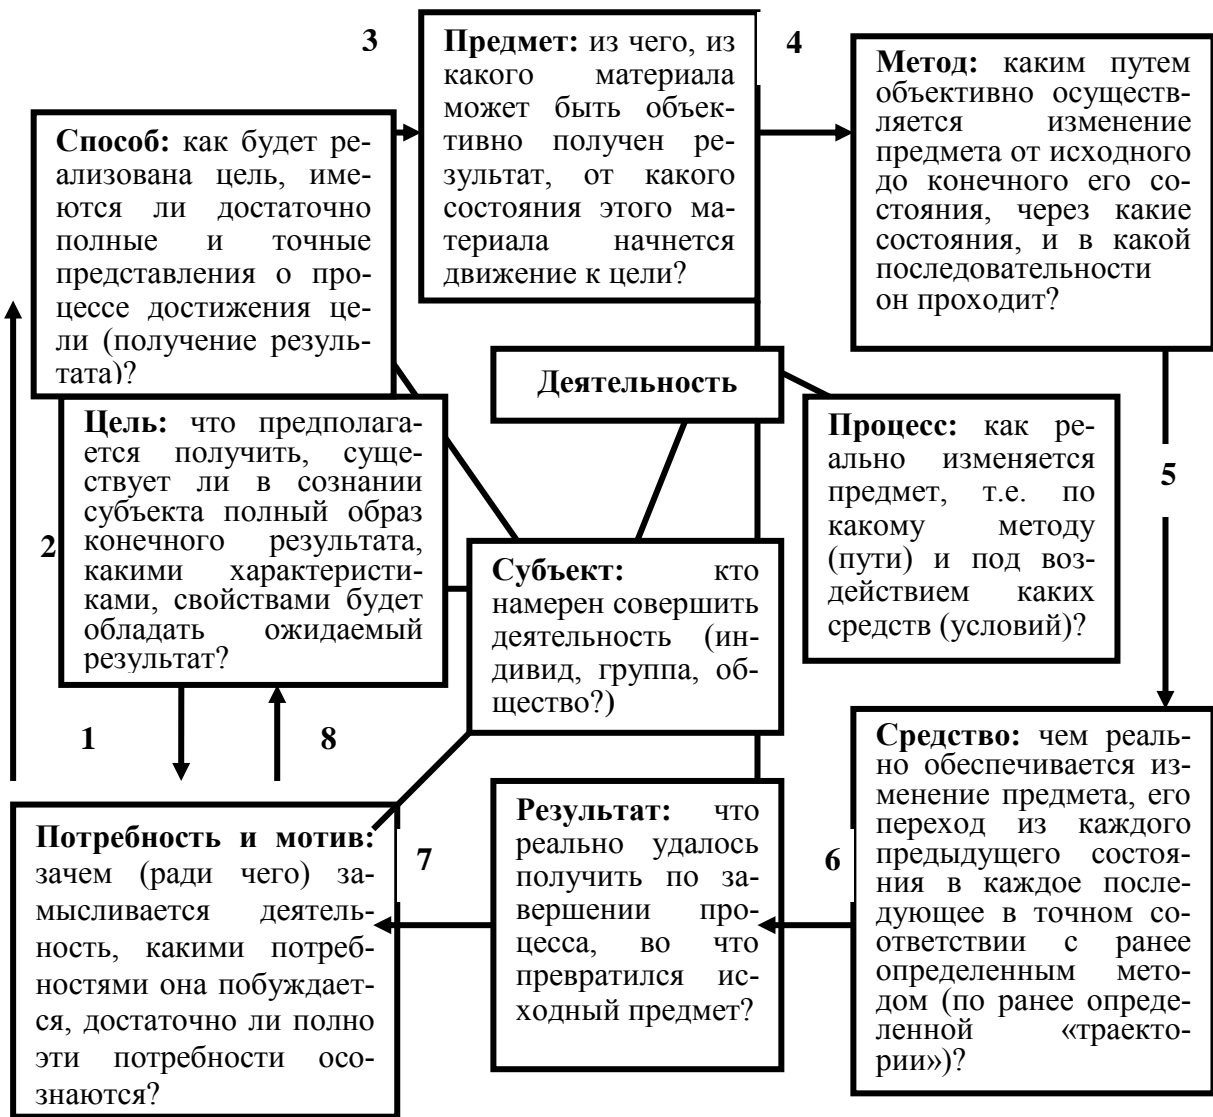 3
Предмет: из чего, из
какого материала
может быть объек-
тивно получен ре-
зультат, от какого
состояния этого ма-
териала начнется
движение к цели?
4
Метод: каким путем
объективно осуществ-
ляется изменение
предмета от исходного
до конечного его со-
стояния, через какие
состояния, и в какой
последовательности
он проходит?
Способ: как будет ре-
ализована цель, име-
ются ли достаточно
полные и точные
представления о про-
цессе достижения це-
ли (получение резуль-
тата)?
Деятельность
Цель: что предполага-
ется получить, суще-
ствует ли в сознании
субъекта полный образ
конечного результата,
какими характеристи-
ками, свойствами будет
обладать ожидаемый
результат?
Процесс: как ре-
ально изменяется
предмет, т.е. по
какому методу
(пути) и под воз-
действием каких
средств (условий)?
5
2
Субъект: кто
намерен совершить
деятельность (ин-
дивид, группа, об-
щество?)
1
8
Средство: чем реаль-
но обеспечивается из-
менение предмета, его
переход из каждого
предыдущего состоя-
ния в каждое после-
дующее в точном со-
ответствии с ранее
определенным мето-
дом (по ранее опреде-
ленной «траекто-
рии»)?
Результат: что
реально удалось
получить по за-
вершении про-
цесса, во что
превратился ис-
ходный предмет?
6
7
Потребность и мотив:
зачем (ради чего) за-
мысливается деятель-
ность, какими потреб-
ностями она побуждает-
ся, достаточно ли полно
эти потребности осо-
знаются?